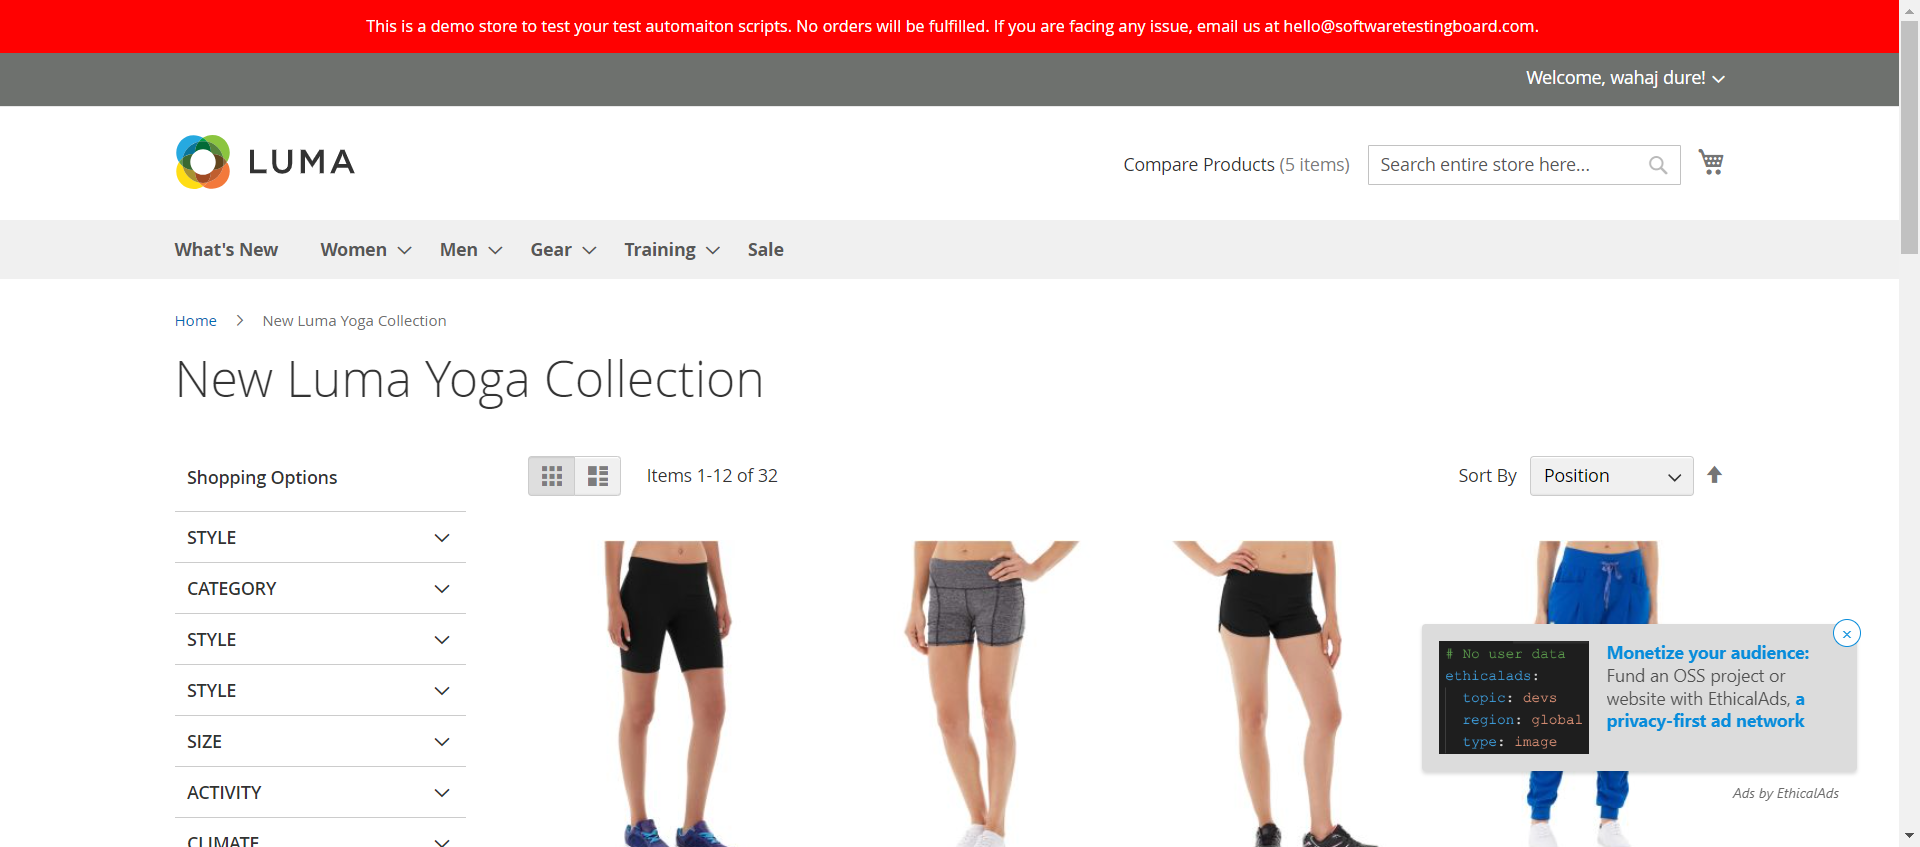 This is a demo store to test your test automaiton scripts. No orders will be fulfilled. If you are facing any issue, email us at hello@softwaretestingboard.com.
Welcome, wahaj dure!
LUMA
Compare Products (5 items)
Search entire store here...
What's New
Women
Men
Gear
Training
Sale
Home
New Luma Yoga Collection
New Luma Yoga Collection
Shopping Options
Items 1-12 of 32
Sort By
Position
STYLE
CATEGORY
STYLE
STYLE
SIZE
ACTIVITY
CLIMATE
# No user data
ethicalads:
topic: devs
region: global
type: image
Monetize your audience:
Fund an OSS project or
website with EthicalAds, a
privacy-first ad network
Ads by EthicalAds